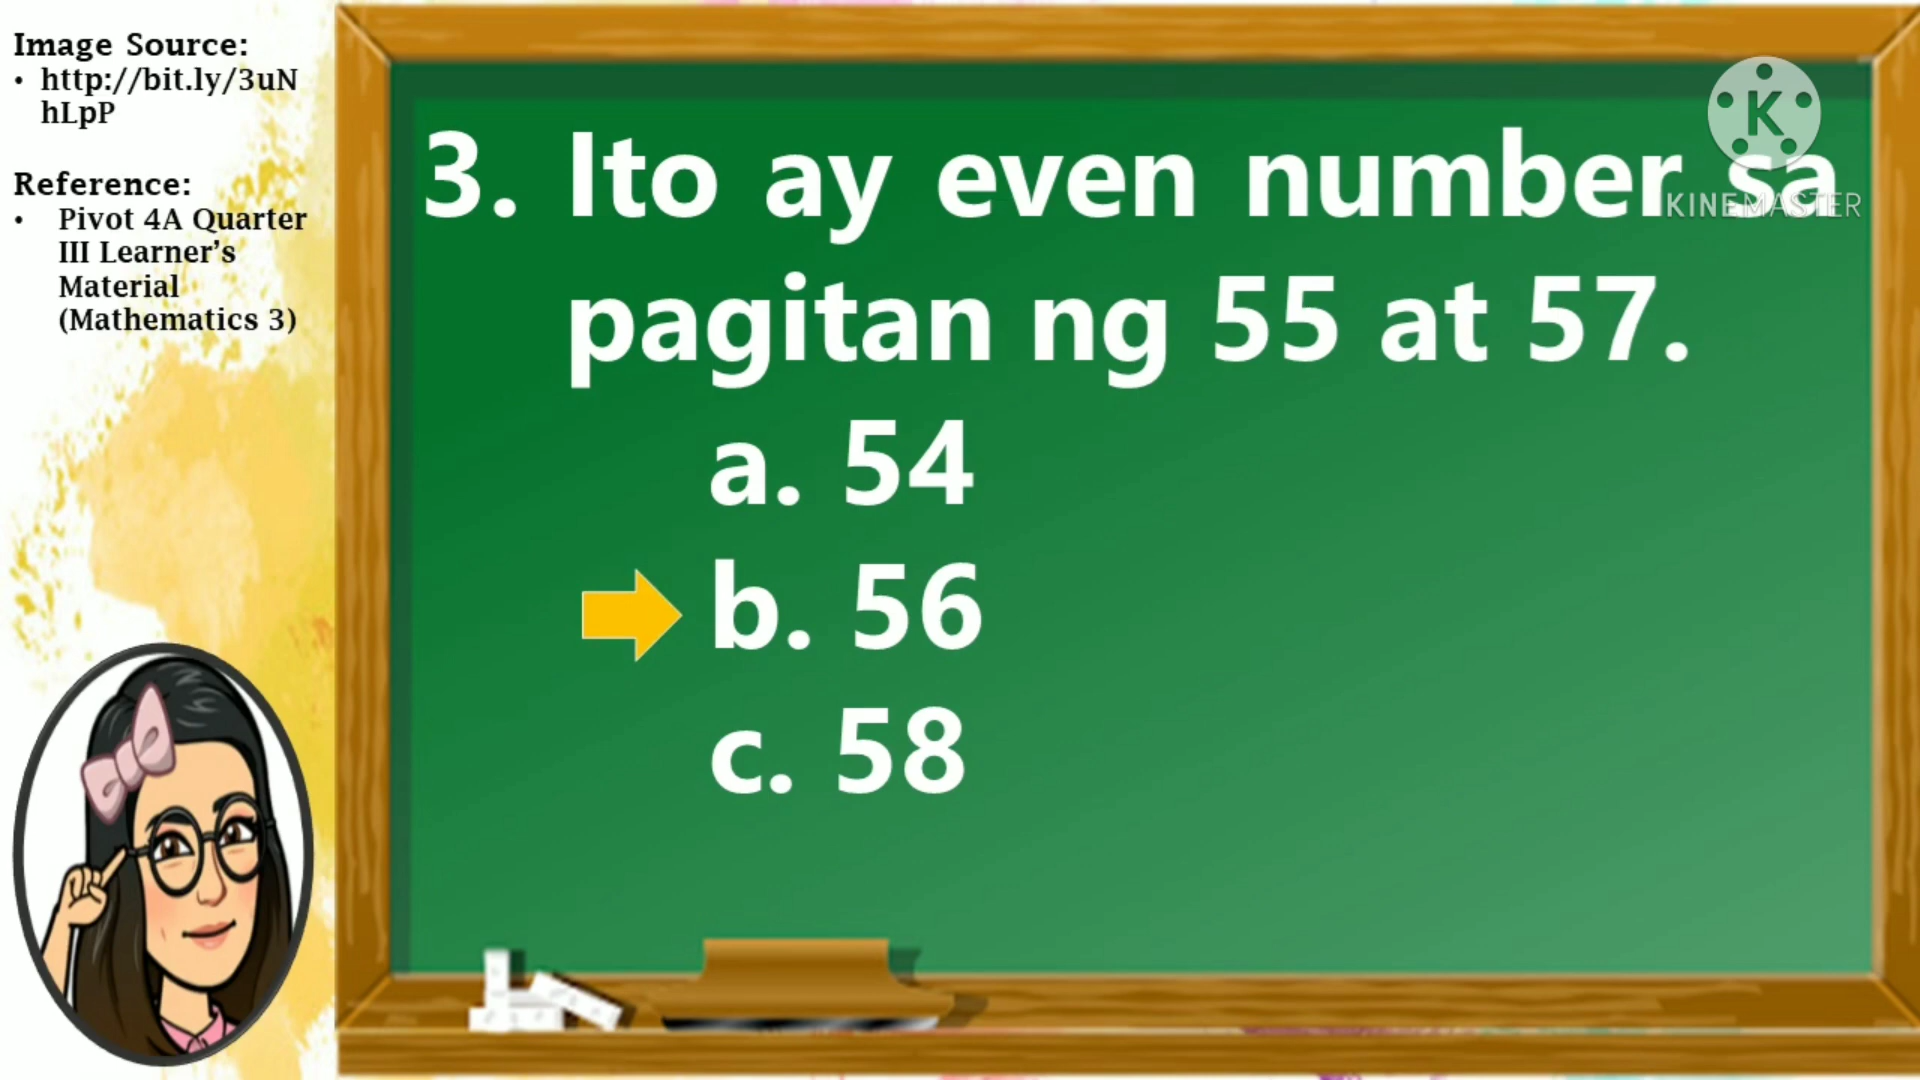 Image Source:
• http://bit.ly/3uN
hLpP
Reference:
• Pivot 4A Quarter
III Learner's
Material
(Mathematics 3)
3. Ito ay even number sa
pagitan ng 55 at 57.
a. 54
b. 56
c. 58
K
KINEMASTER